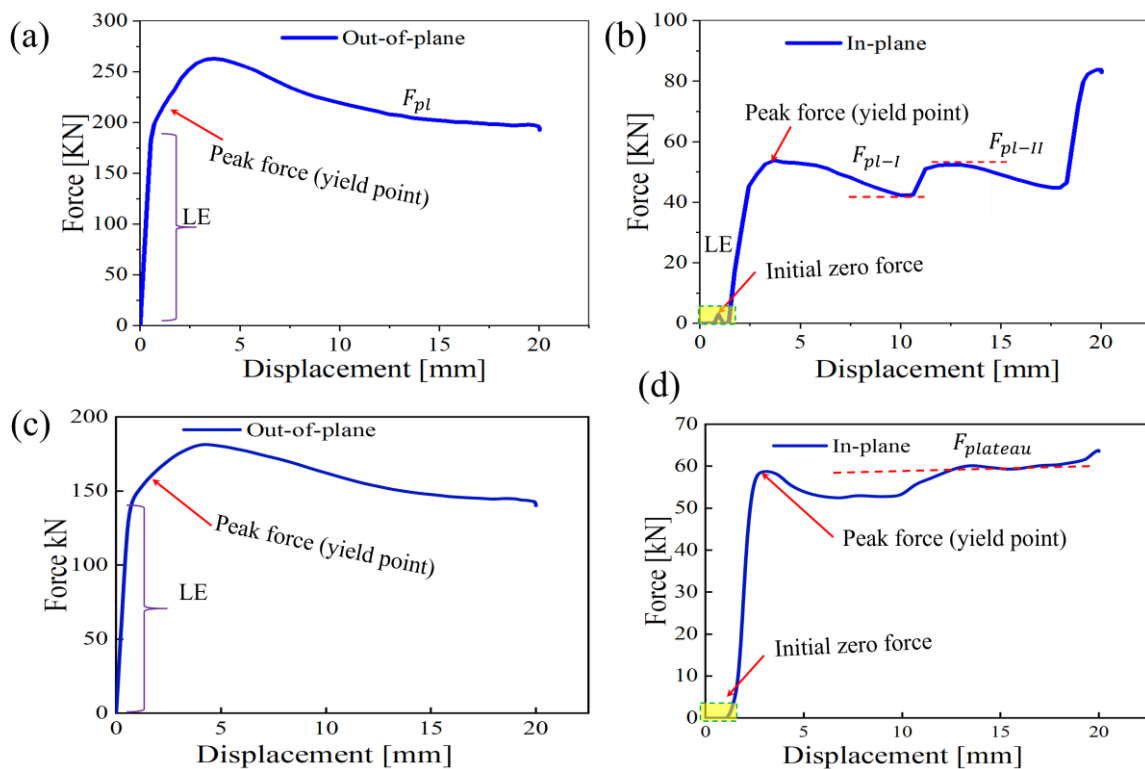 (a)
Out-of-plane
Force [KN]
300
250
200
150
100
50
0
F_pl
Peak force (yield point)
LE
0 5 10 15 20
Displacement [mm]
(b)
In-plane
Force [KN]
100
80
60
40
20
0
Peak force (yield point)
F_pl-I
F_pl-II
LE
Initial zero force
0 5 10 15 20
Displacement [mm]
(c)
Out-of-plane
Force kN
200
150
100
50
0
Peak force (yield point)
LE
0 5 10 15 20
Displacement [mm]
(d)
In-plane
Force [kN]
70
60
50
40
30
20
10
0
F_plateau
Peak force (yield point)
Initial zero force
0 5 10 15 20
Displacement [mm]